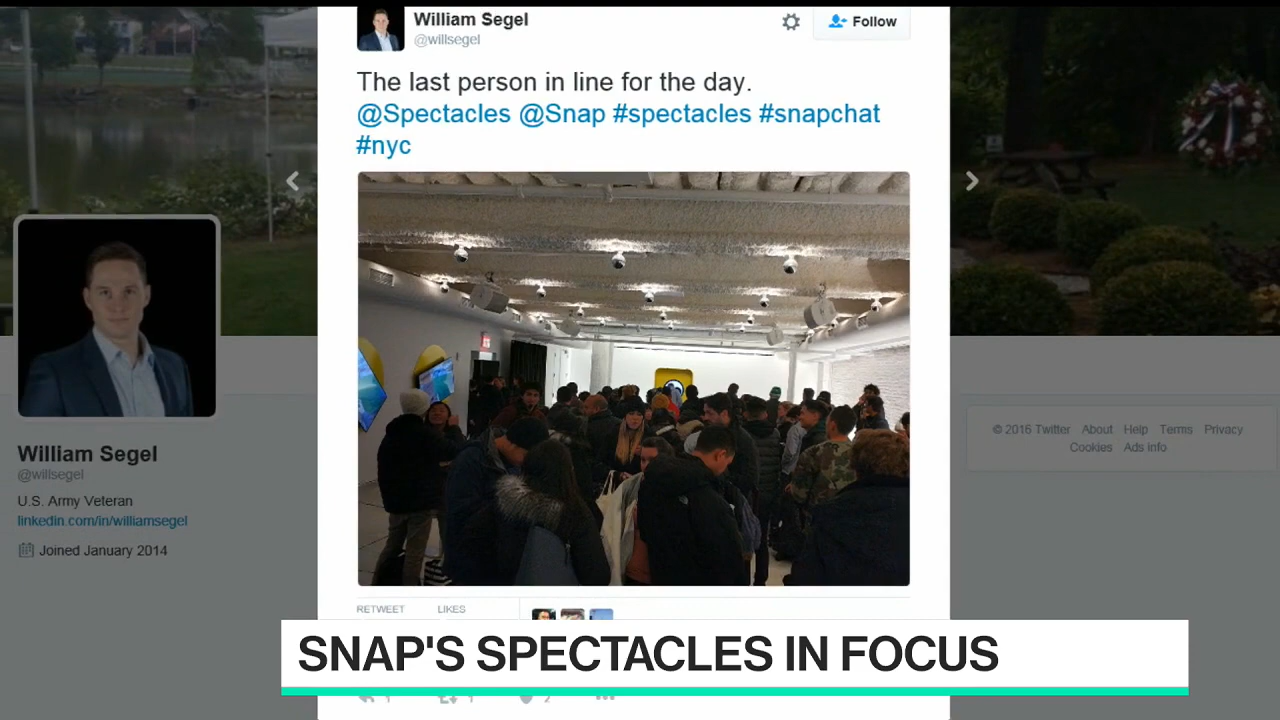 William Segel
@willsegel
Follow
The last person in line for the day.
@Spectacles @Snap #spectacles #snapchat
#nyc
William Segel
@willsegel
U.S. Army Veteran
linkedin.com/in/williamsegel
Joined January 2014
© 2016 Twitter About Help Terms Privacy
Cookies Ads info
RETWEET LIKES
SNAP'S SPECTACLES IN FOCUS